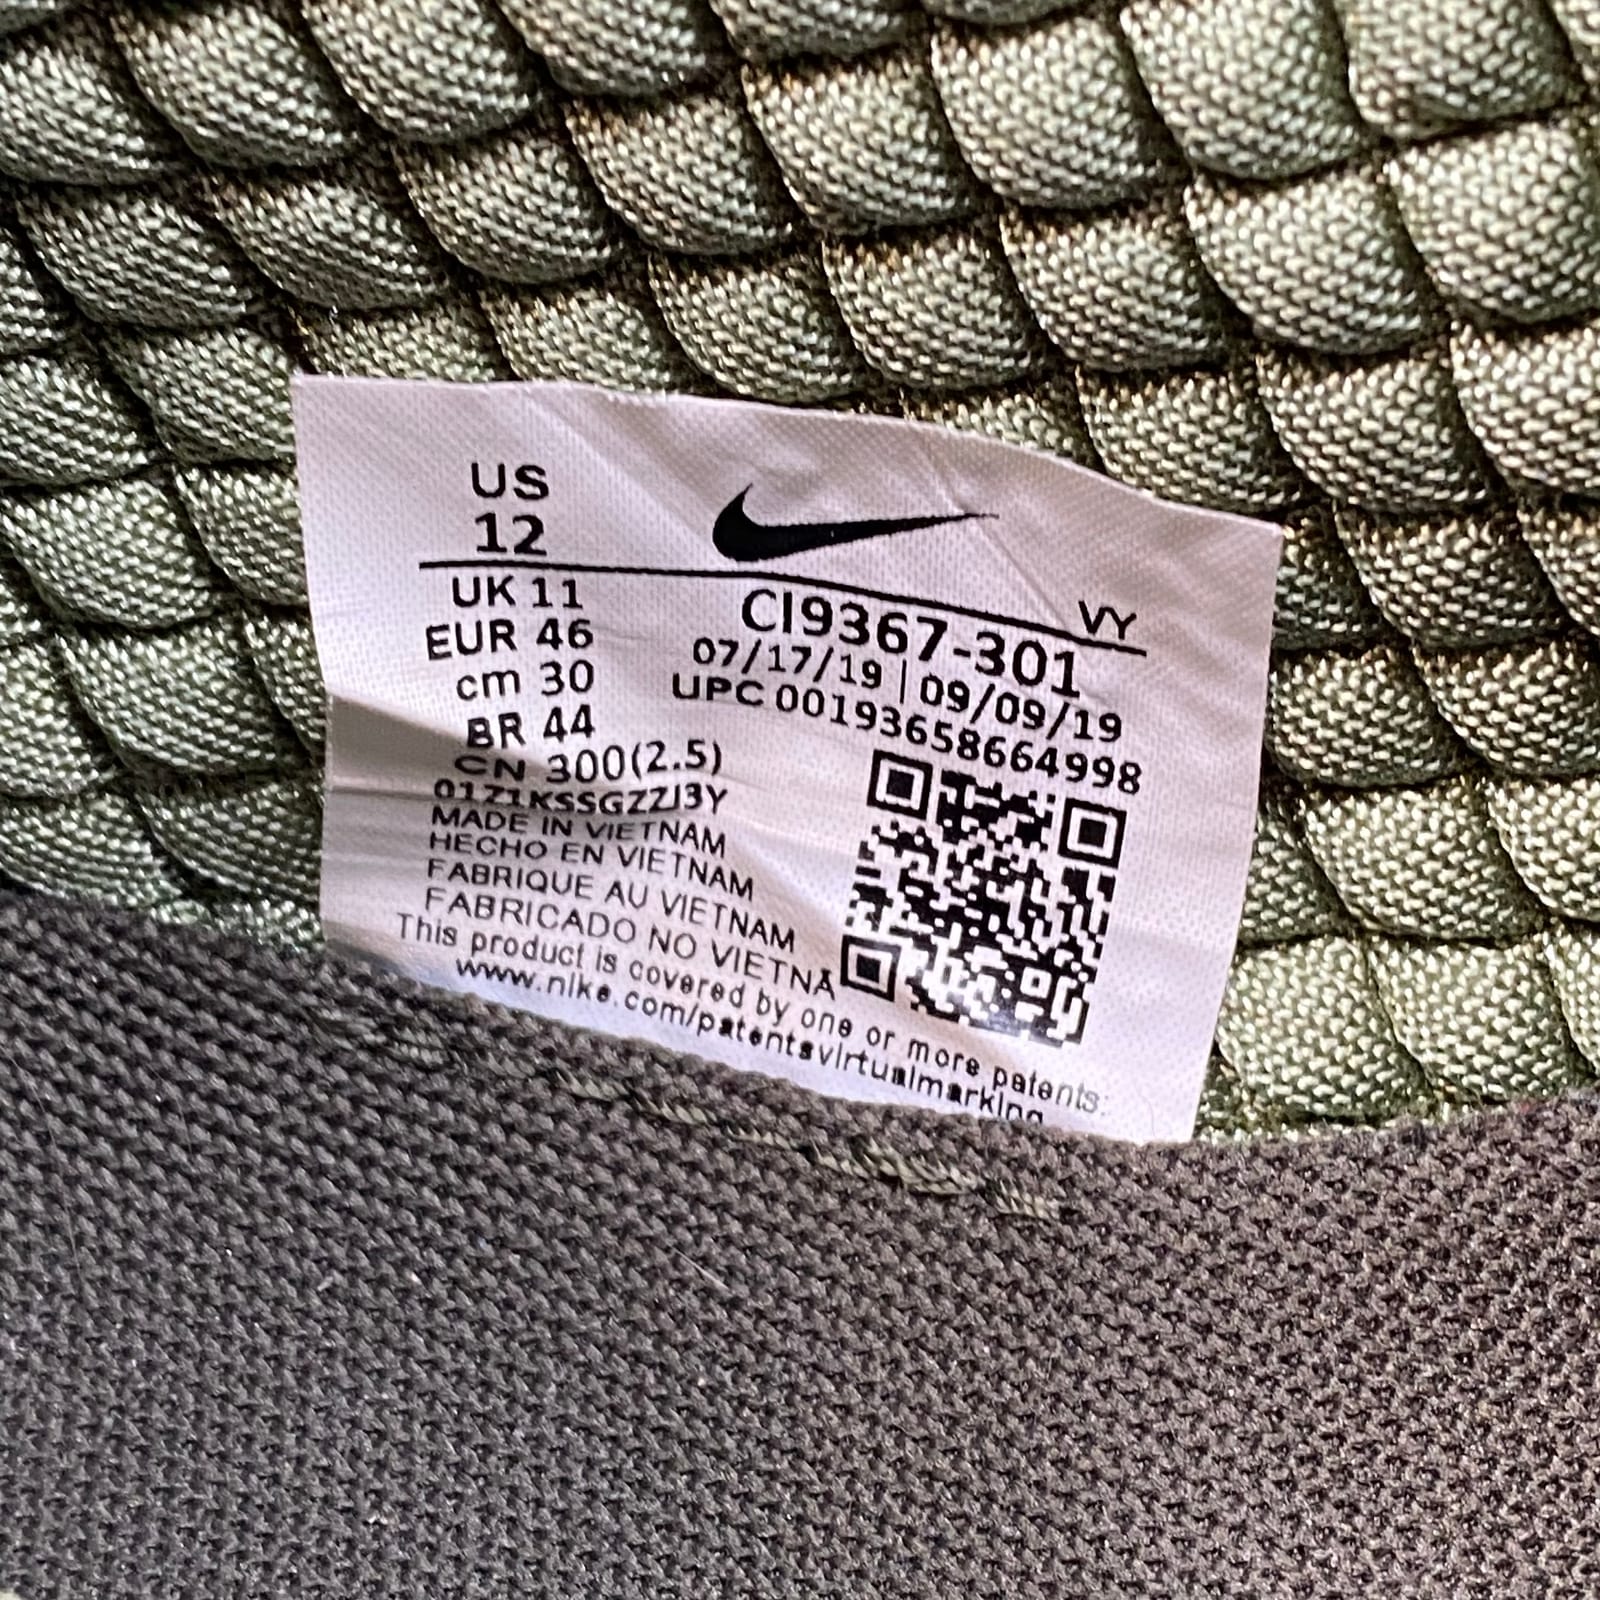 US
12
UK 11
EUR 46
cm 30
BR 44
CN 300(2.5)
01Z1KSSGZZJ3Y
MADE IN VIETNAM
HECHO EN VIETNAM
FABRIQUE AU VIETNAM
FABRICADO NO VIETNÃ
VY
CI9367-301
07/17/19 | 09/09/19
UPC 00193658664998
This product is covered by one or more patents:
www.nike.com/patentsvirtualmarking